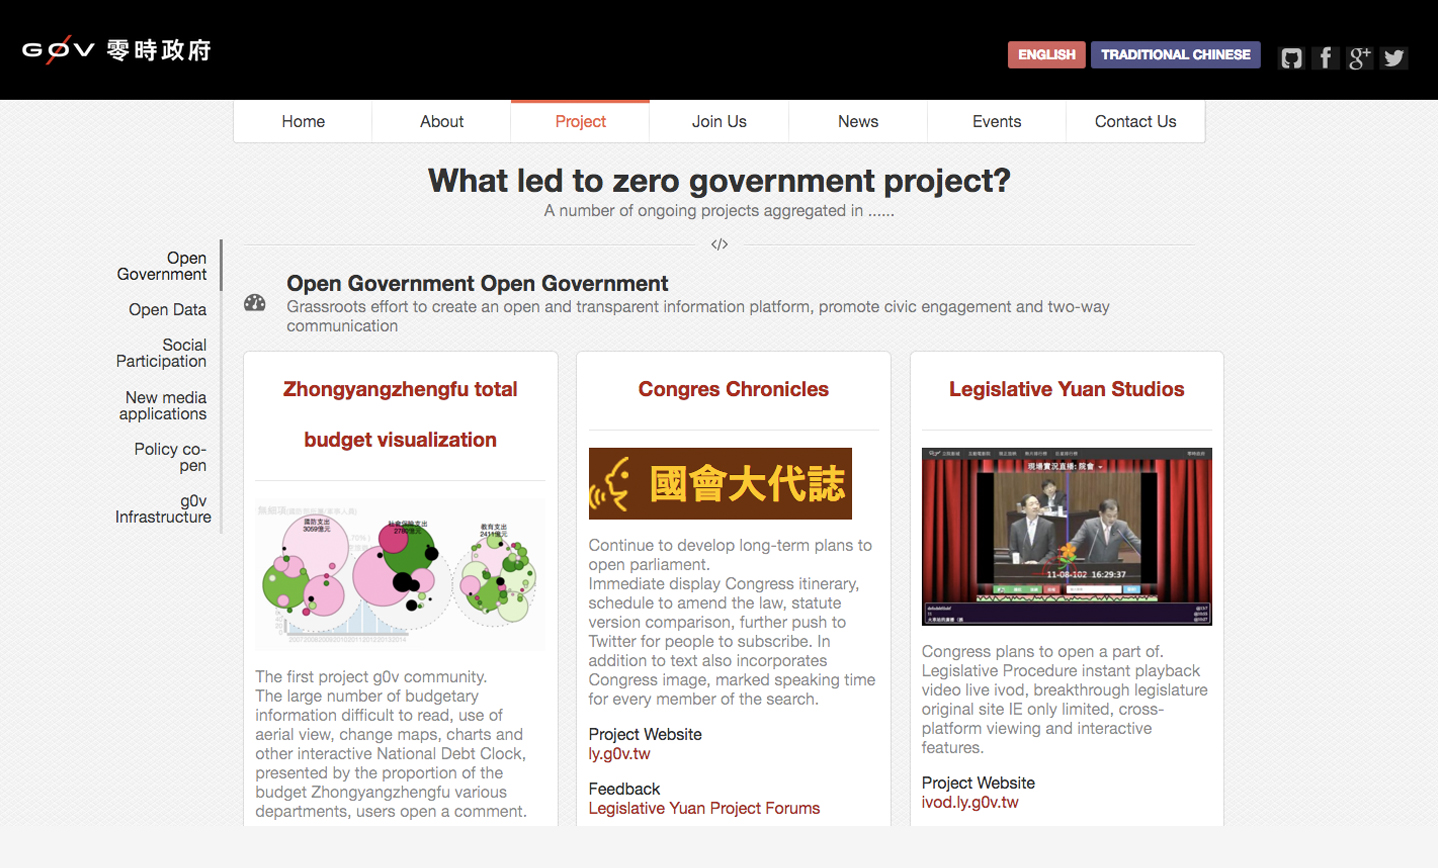 G0V 零時政府
ENGLISH
TRADITIONAL CHINESE
Home
About
Project
Join Us
News
Events
Contact Us
What led to zero government project?
A number of ongoing projects aggregated in ......
</>
Open
Government
Open Data
Social
Participation
New media
applications
Policy co-
pen
g0v
Infrastructure
Open Government Open Government
Grassroots effort to create an open and transparent information platform, promote civic engagement and two-way
communication
Zhongyangzhengfu total
budget visualization
國防支出
3059億元
社會保險支出
教育支出
2411億元
2007 2008 2009 2010 2011 2012 2013 2014
The first project g0v community.
The large number of budgetary
information difficult to read, use of
aerial view, change maps, charts and
other interactive National Debt Clock,
presented by the proportion of the
budget Zhongyangzhengfu various
departments, users open a comment.
Congres Chronicles
國會大代誌
Continue to develop long-term plans to
open parliament.
Immediate display Congress itinerary,
schedule to amend the law, statute
version comparison, further push to
Twitter for people to subscribe. In
addition to text also incorporates
Congress image, marked speaking time
for every member of the search.
Project Website
ly.g0v.tw
Feedback
Legislative Yuan Project Forums
Legislative Yuan Studios
現場實況直播: 院會
11-08-102 16:29:37
Congress plans to open a part of.
Legislative Procedure instant playback
video live ivod, breakthrough legislature
original site IE only limited, cross-
platform viewing and interactive
features.
Project Website
ivod.ly.g0v.tw